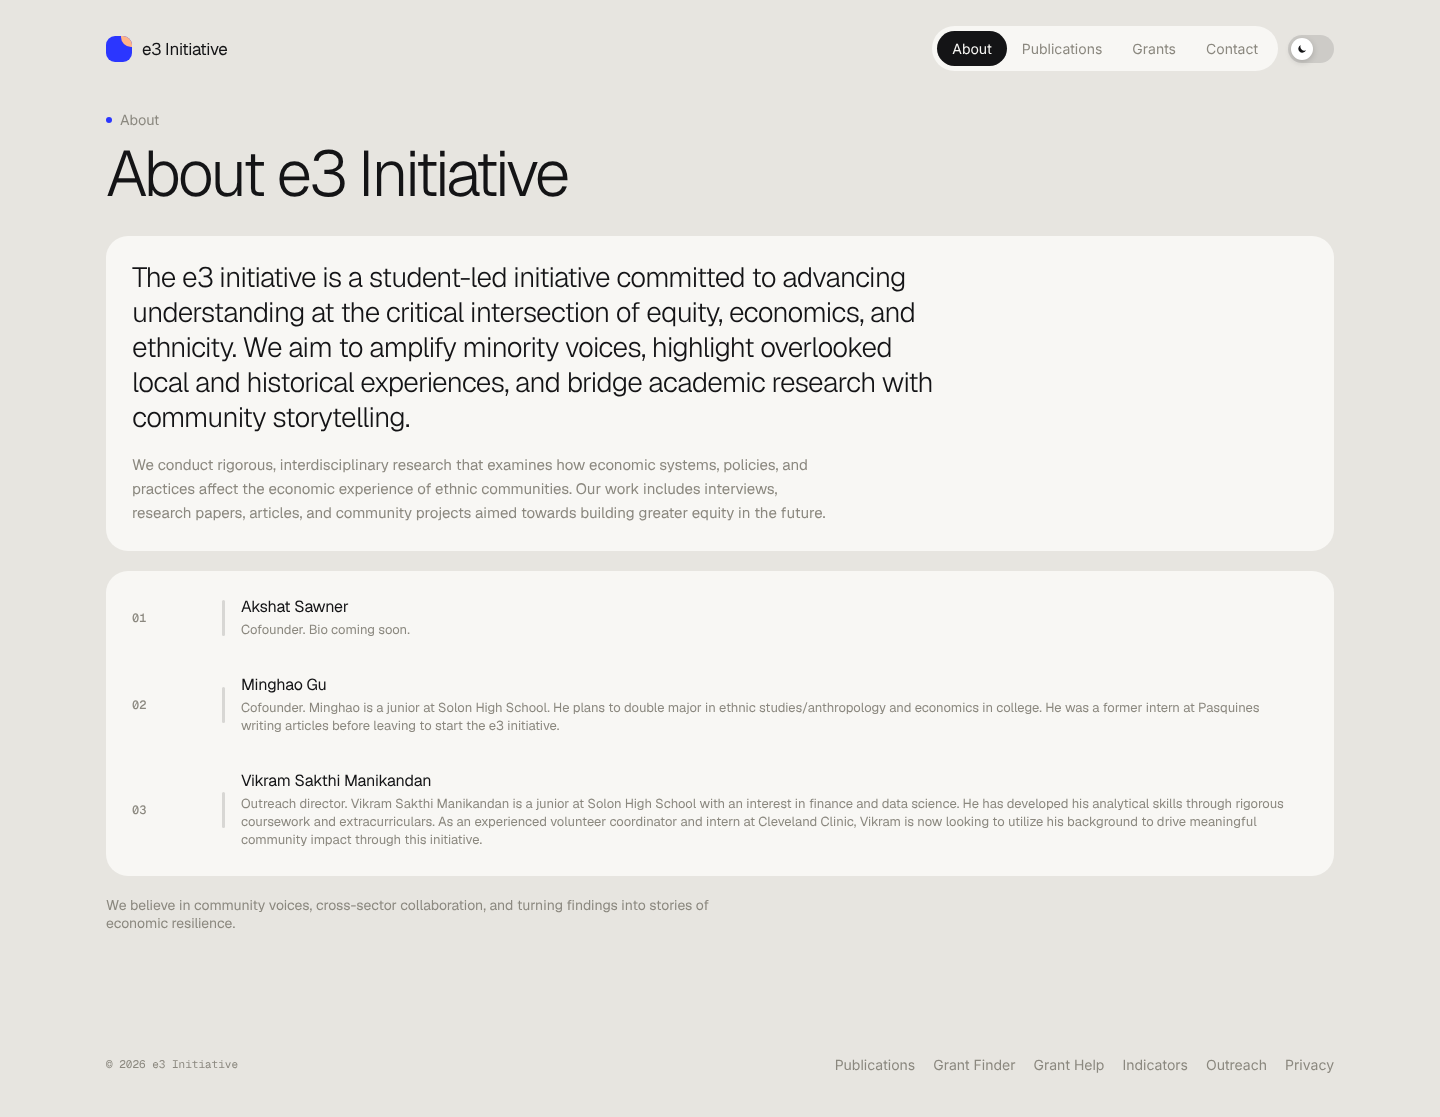 e3 Initiative
About
Publications
Grants
Contact
About
About e3 Initiative
The e3 initiative is a student-led initiative committed to advancing
understanding at the critical intersection of equity, economics, and
ethnicity. We aim to amplify minority voices, highlight overlooked
local and historical experiences, and bridge academic research with
community storytelling.
We conduct rigorous, interdisciplinary research that examines how economic systems, policies, and
practices affect the economic experience of ethnic communities. Our work includes interviews,
research papers, articles, and community projects aimed towards building greater equity in the future.
01
Akshat Sawner
Cofounder. Bio coming soon.
02
Minghao Gu
Cofounder. Minghao is a junior at Solon High School. He plans to double major in ethnic studies/anthropology and economics in college. He was a former intern at Pasquines
writing articles before leaving to start the e3 initiative.
03
Vikram Sakthi Manikandan
Outreach director. Vikram Sakthi Manikandan is a junior at Solon High School with an interest in finance and data science. He has developed his analytical skills through rigorous
coursework and extracurriculars. As an experienced volunteer coordinator and intern at Cleveland Clinic, Vikram is now looking to utilize his background to drive meaningful
community impact through this initiative.
We believe in community voices, cross-sector collaboration, and turning findings into stories of
economic resilience.
© 2026 e3 Initiative
Publications
Grant Finder
Grant Help
Indicators
Outreach
Privacy